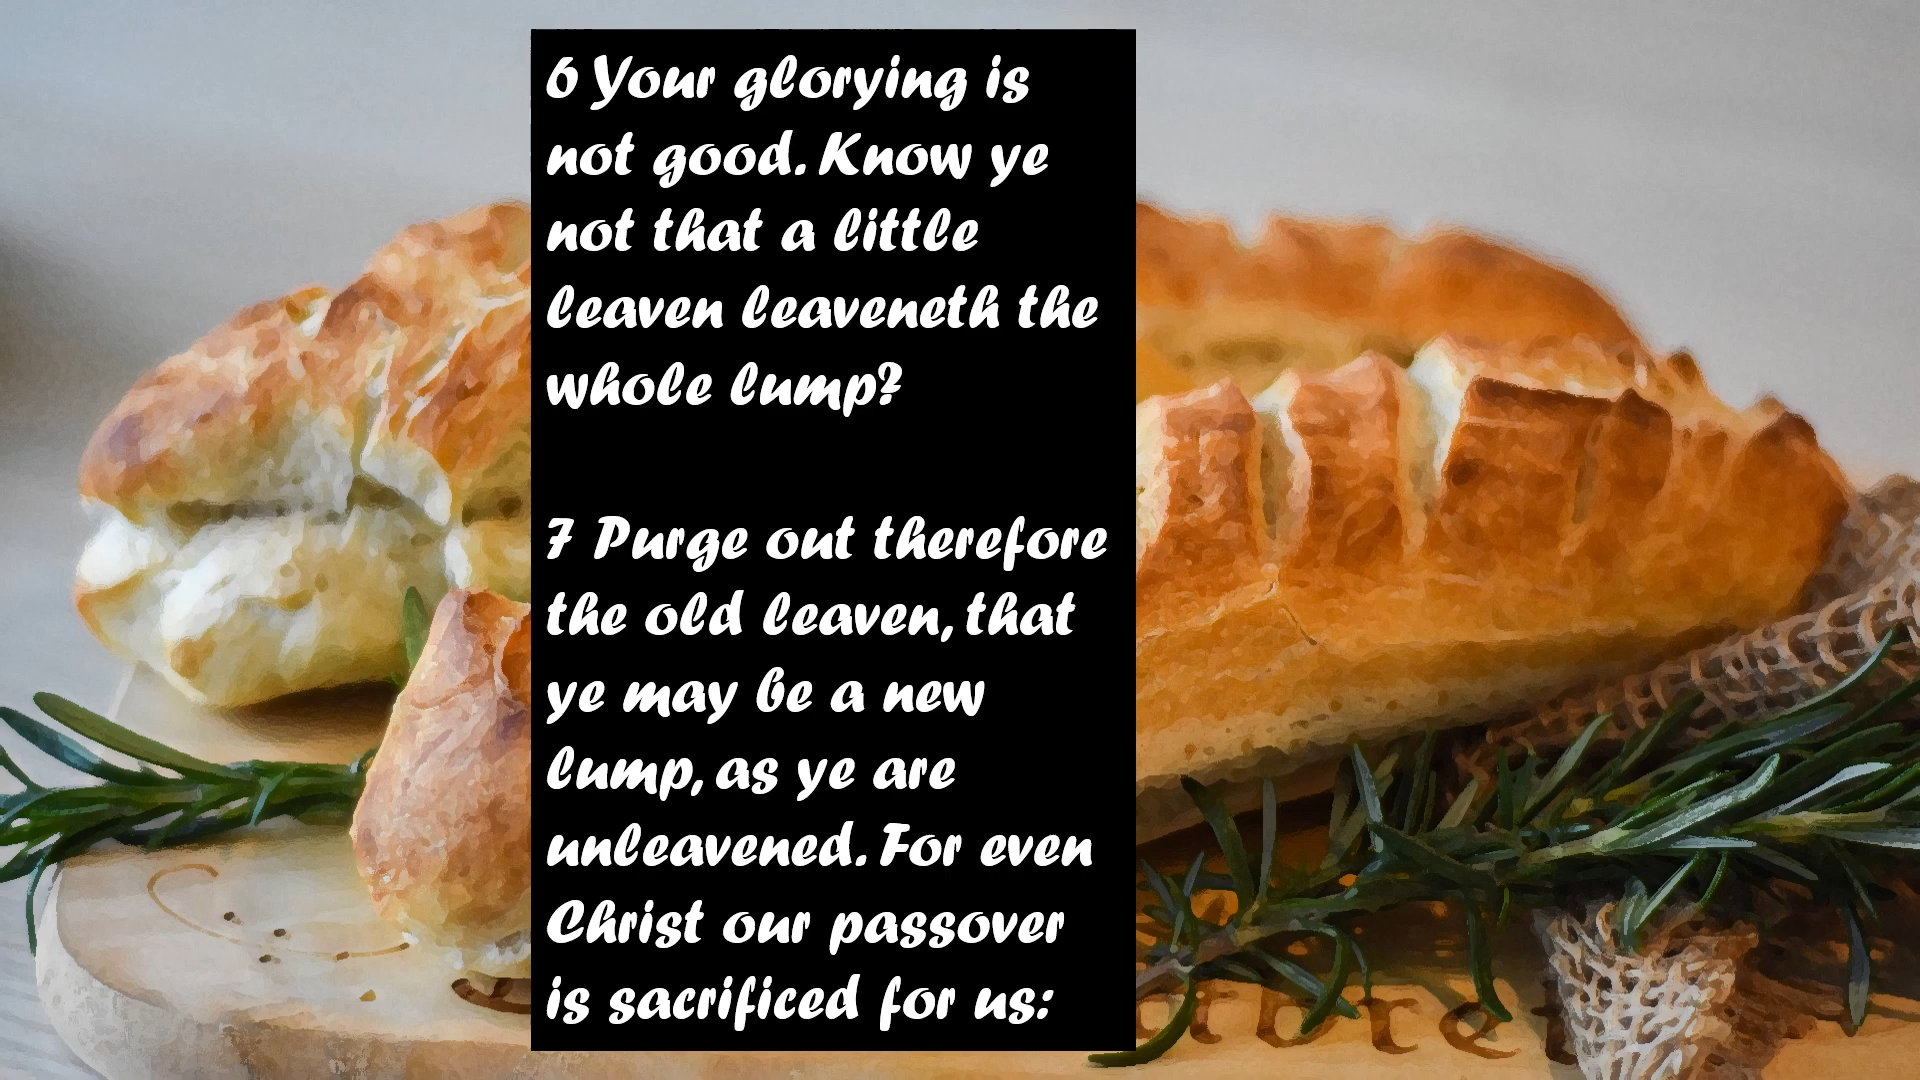 6 Your glorying is
not good. Know ye
not that a little
leaven leaveneth the
whole lump?
7 Purge out therefore
the old leaven, that
ye may be a new
lump, as ye are
unleavened. For even
Christ our passover
is sacrificed for us: